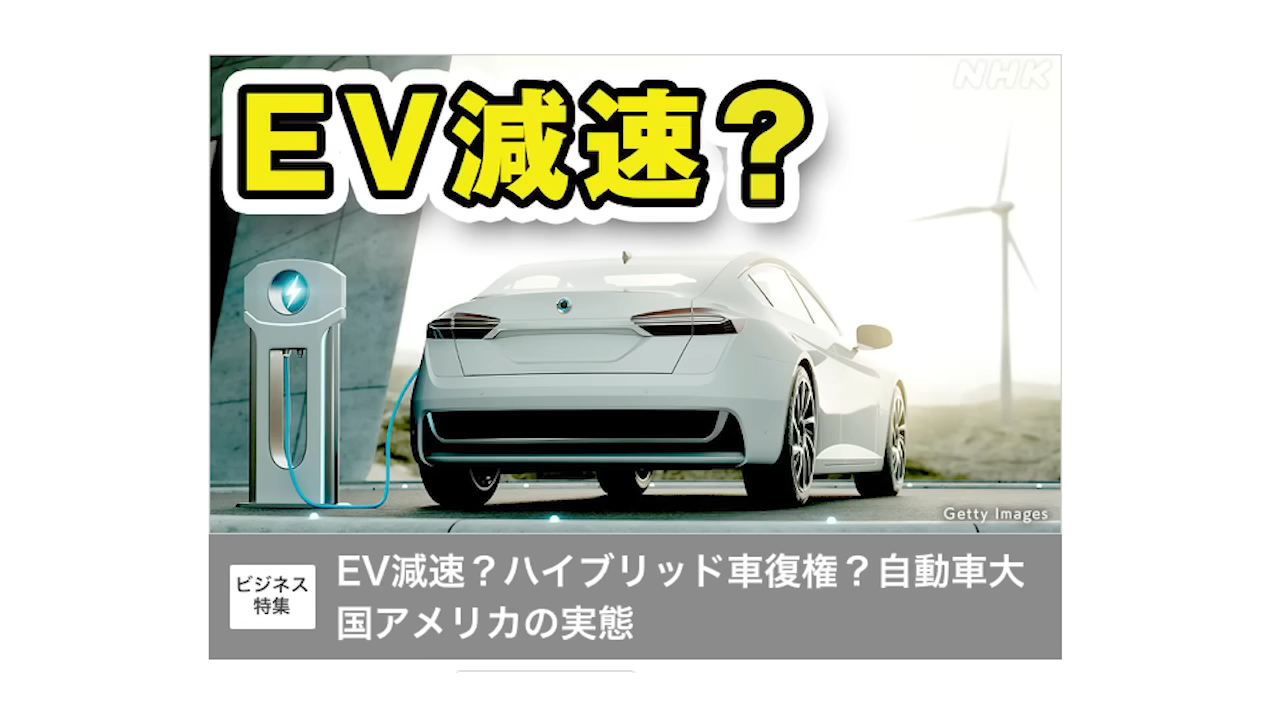 NHK
EV減速？
Getty Images
ビジネス
特集
EV減速？ハイブリッド車復権？自動車大
国アメリカの実態